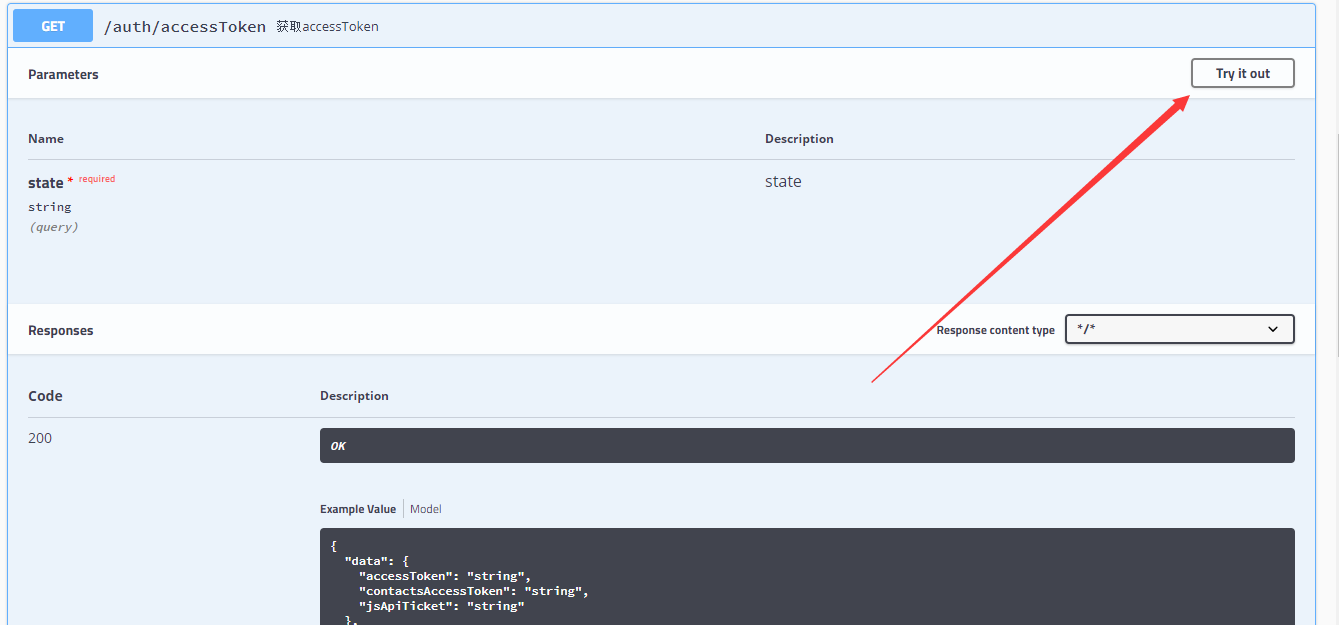 GET /auth/accessToken 获取accessToken
Parameters Try it out
Name Description
state * required state
string
(query)
Responses Response content type */*
Code Description
200 OK
Example Value Model
{
  "data": {
    "accessToken": "string",
    "contactsAccessToken": "string",
    "jsApiTicket": "string"
  },